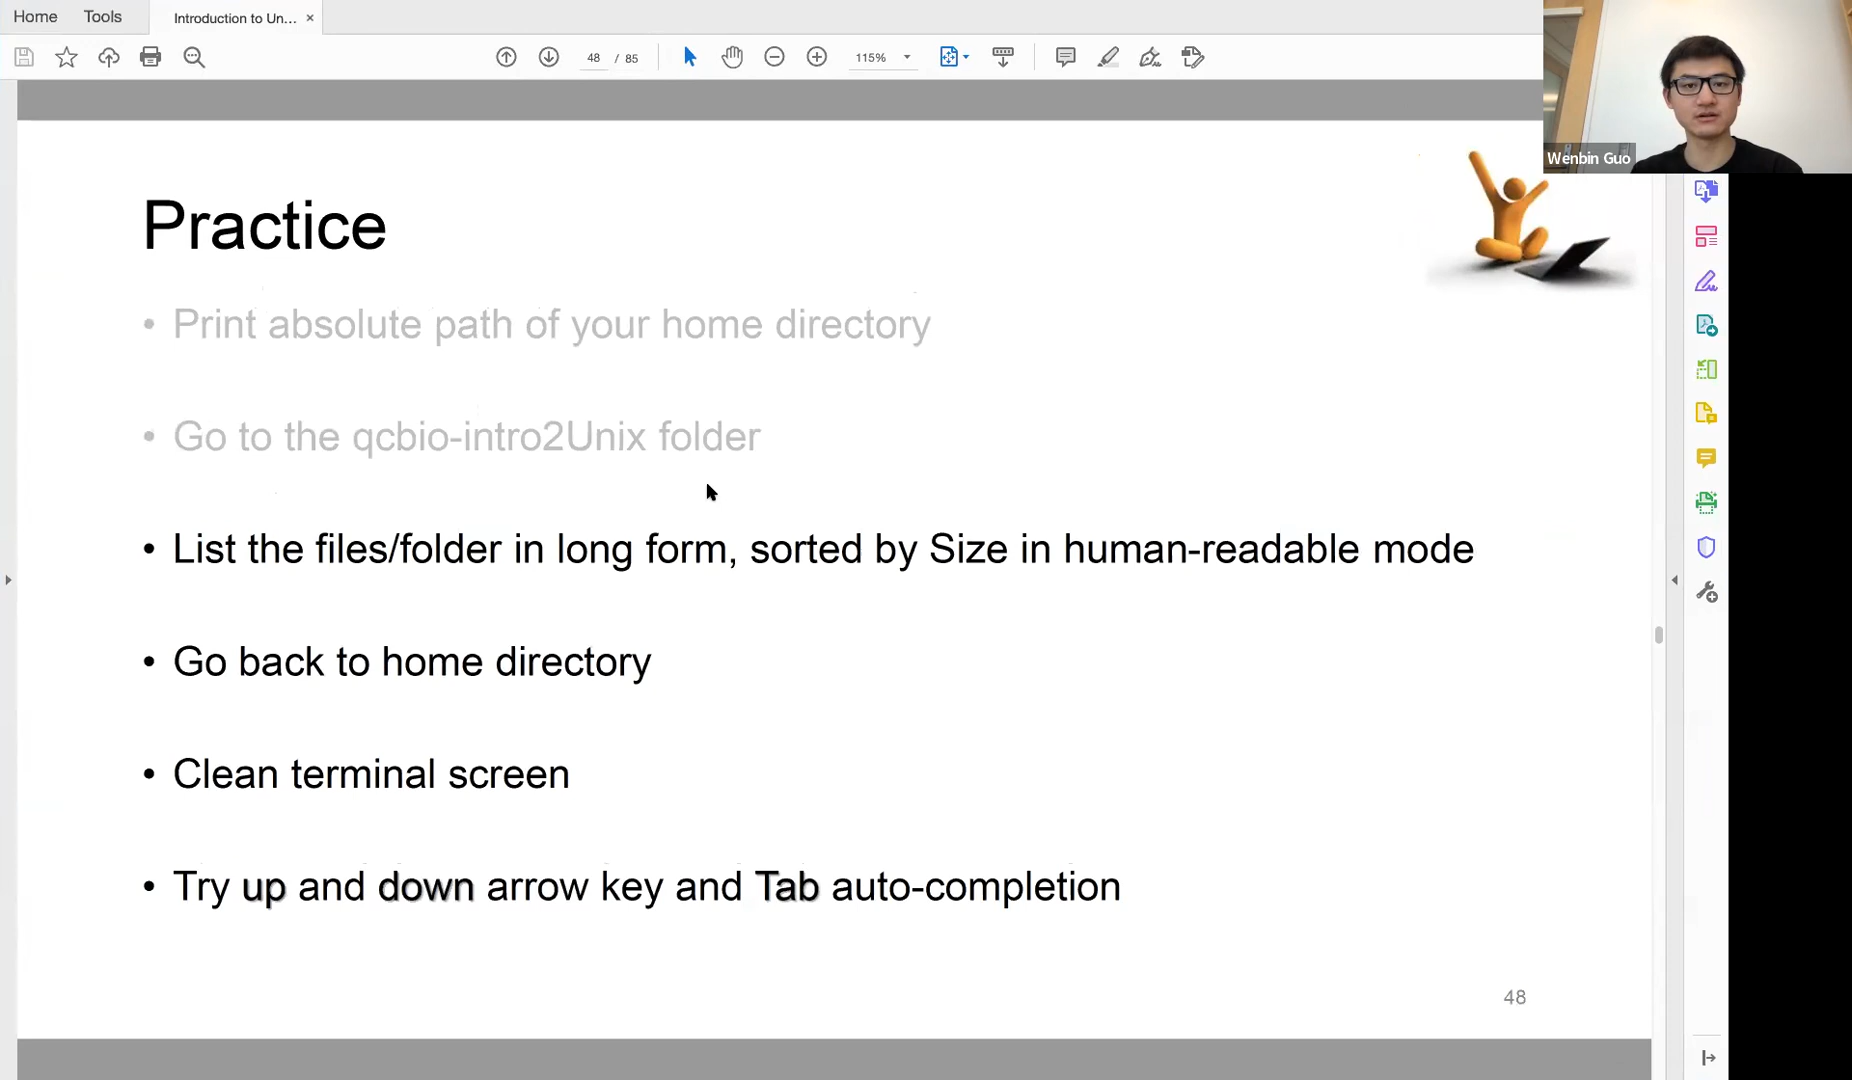 Home Tools Introduction to Un... ×
48 / 85 115%
Wenbin Guo
Practice
• Print absolute path of your home directory
• Go to the qcbio-intro2Unix folder
• List the files/folder in long form, sorted by Size in human-readable mode
• Go back to home directory
• Clean terminal screen
• Try up and down arrow key and Tab auto-completion
48